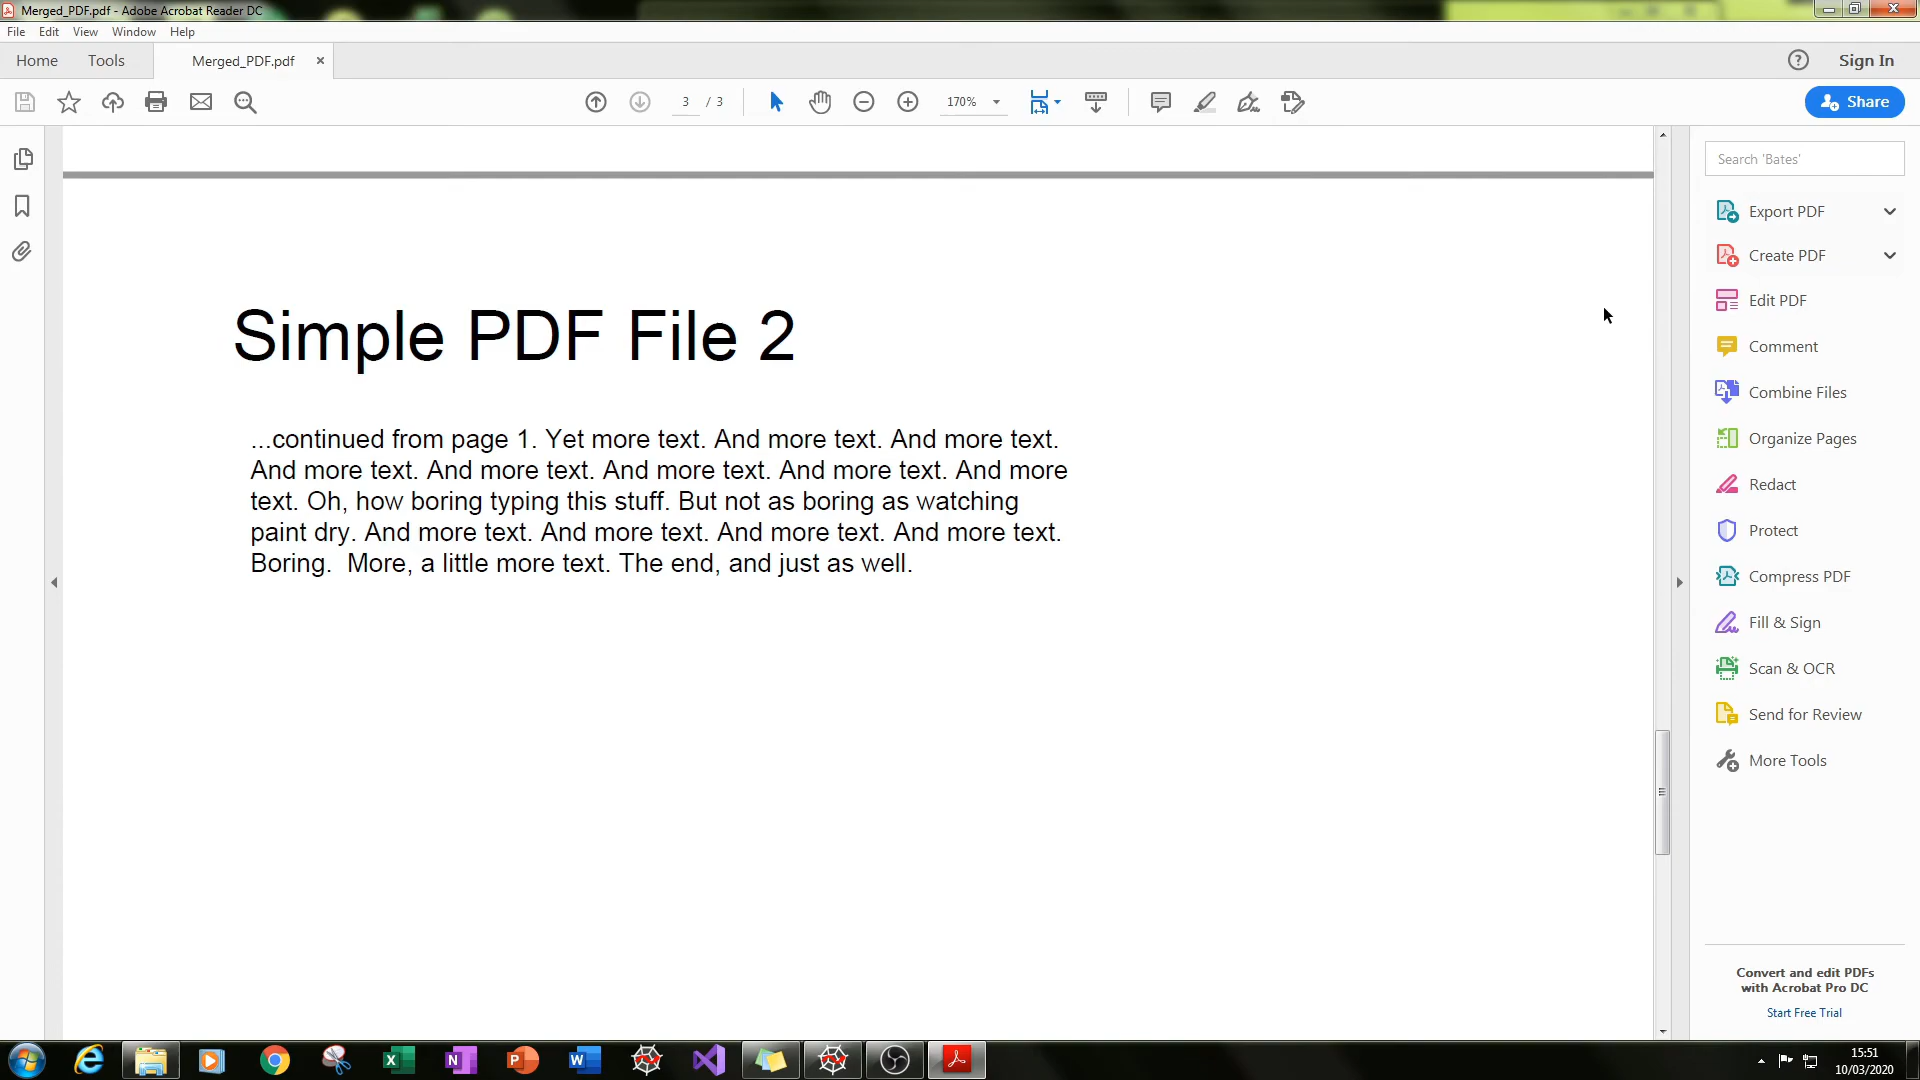 Merged_PDF.pdf - Adobe Acrobat Reader DC
File Edit View Window Help
Home Tools Merged_PDF.pdf Sign In
3 / 3 170% Share
Search 'Bates'
Export PDF
Create PDF
Edit PDF
Comment
Combine Files
Organize Pages
Redact
Protect
Compress PDF
Fill & Sign
Scan & OCR
Send for Review
More Tools
Convert and edit PDFs
with Acrobat Pro DC
Start Free Trial
Simple PDF File 2
...continued from page 1. Yet more text. And more text. And more text.
And more text. And more text. And more text. And more text. And more
text. Oh, how boring typing this stuff. But not as boring as watching
paint dry. And more text. And more text. And more text. And more text.
Boring.  More, a little more text. The end, and just as well.
15:51
10/03/2020